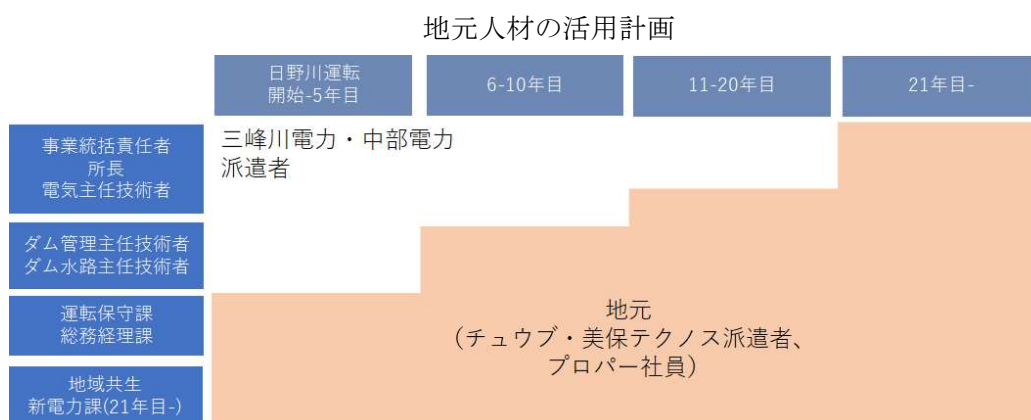 地元人材の活用計画
日野川運転
開始-5年目
6-10年目
11-20年目
21年目-
事業統括責任者
所長
電気主任技術者
三峰川電力・中部電力
派遣者
ダム管理主任技術者
ダム水路主任技術者
運転保守課
総務経理課
地元
(チュウブ・美保テクノス派遣者、
プロパー社員)
地域共生
新電力課(21年目-)